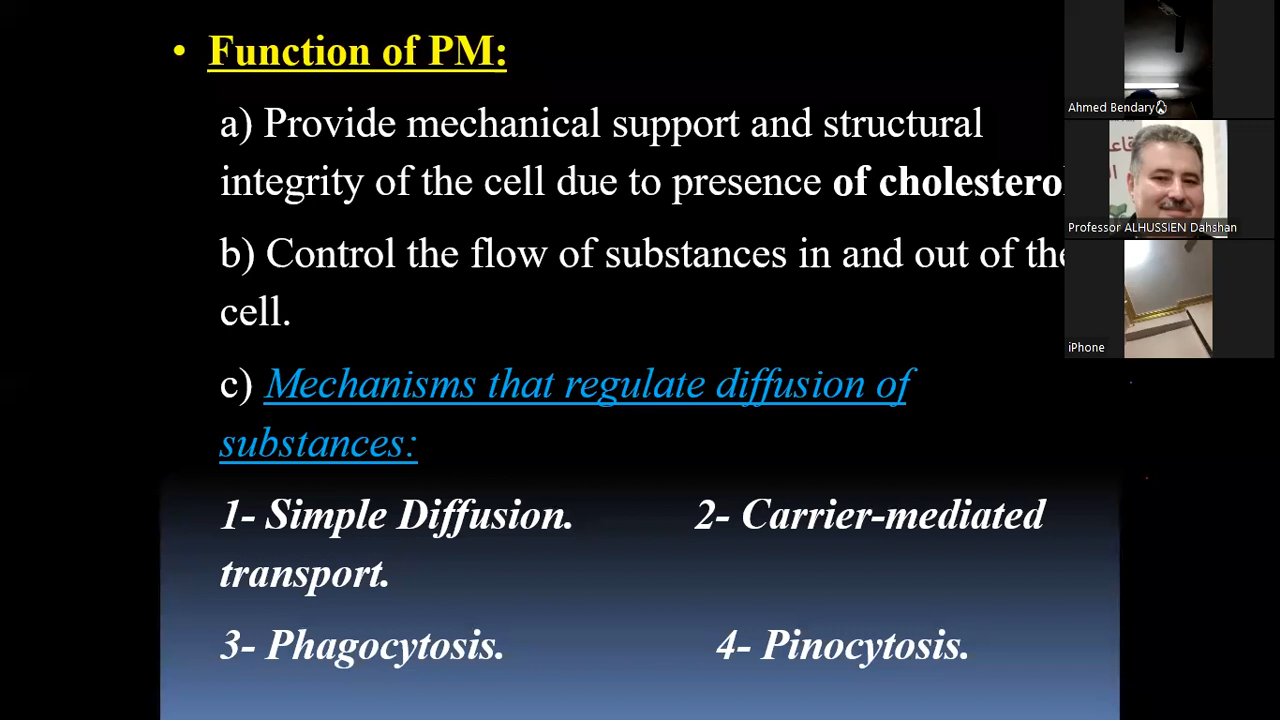 • Function of PM:
a) Provide mechanical support and structural
integrity of the cell due to presence of cholestero
b) Control the flow of substances in and out of the
cell.
c) Mechanisms that regulate diffusion of
substances:
1- Simple Diffusion. 2- Carrier-mediated
transport.
3- Phagocytosis. 4- Pinocytosis.
Ahmed Bendary
Professor ALHUSSIEN Dahshan
iPhone